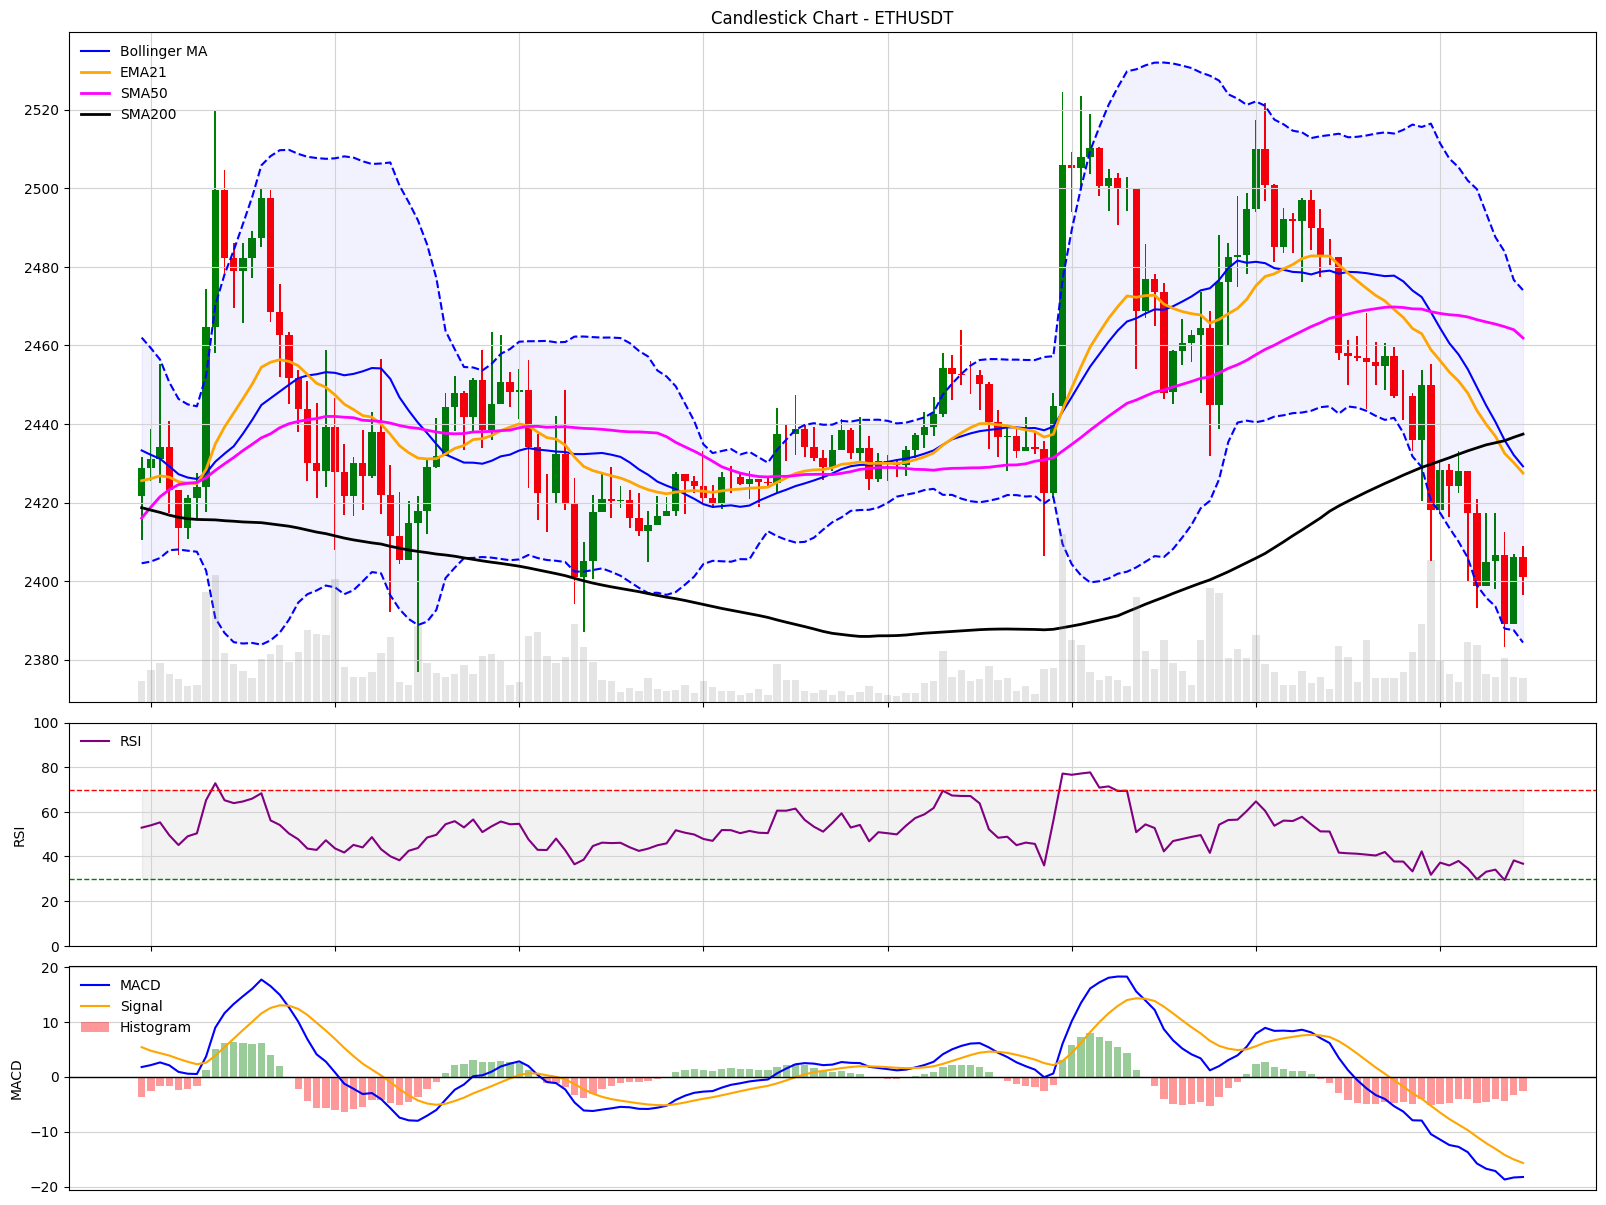 Candlestick Chart - ETHUSDT
Bollinger MA
EMA21
SMA50
SMA200
2520
2500
2480
2460
2440
2420
2400
2380
RSI
100
80
60
40
20
0
RSI
MACD
Signal
Histogram
20
10
0
−10
−20
MACD